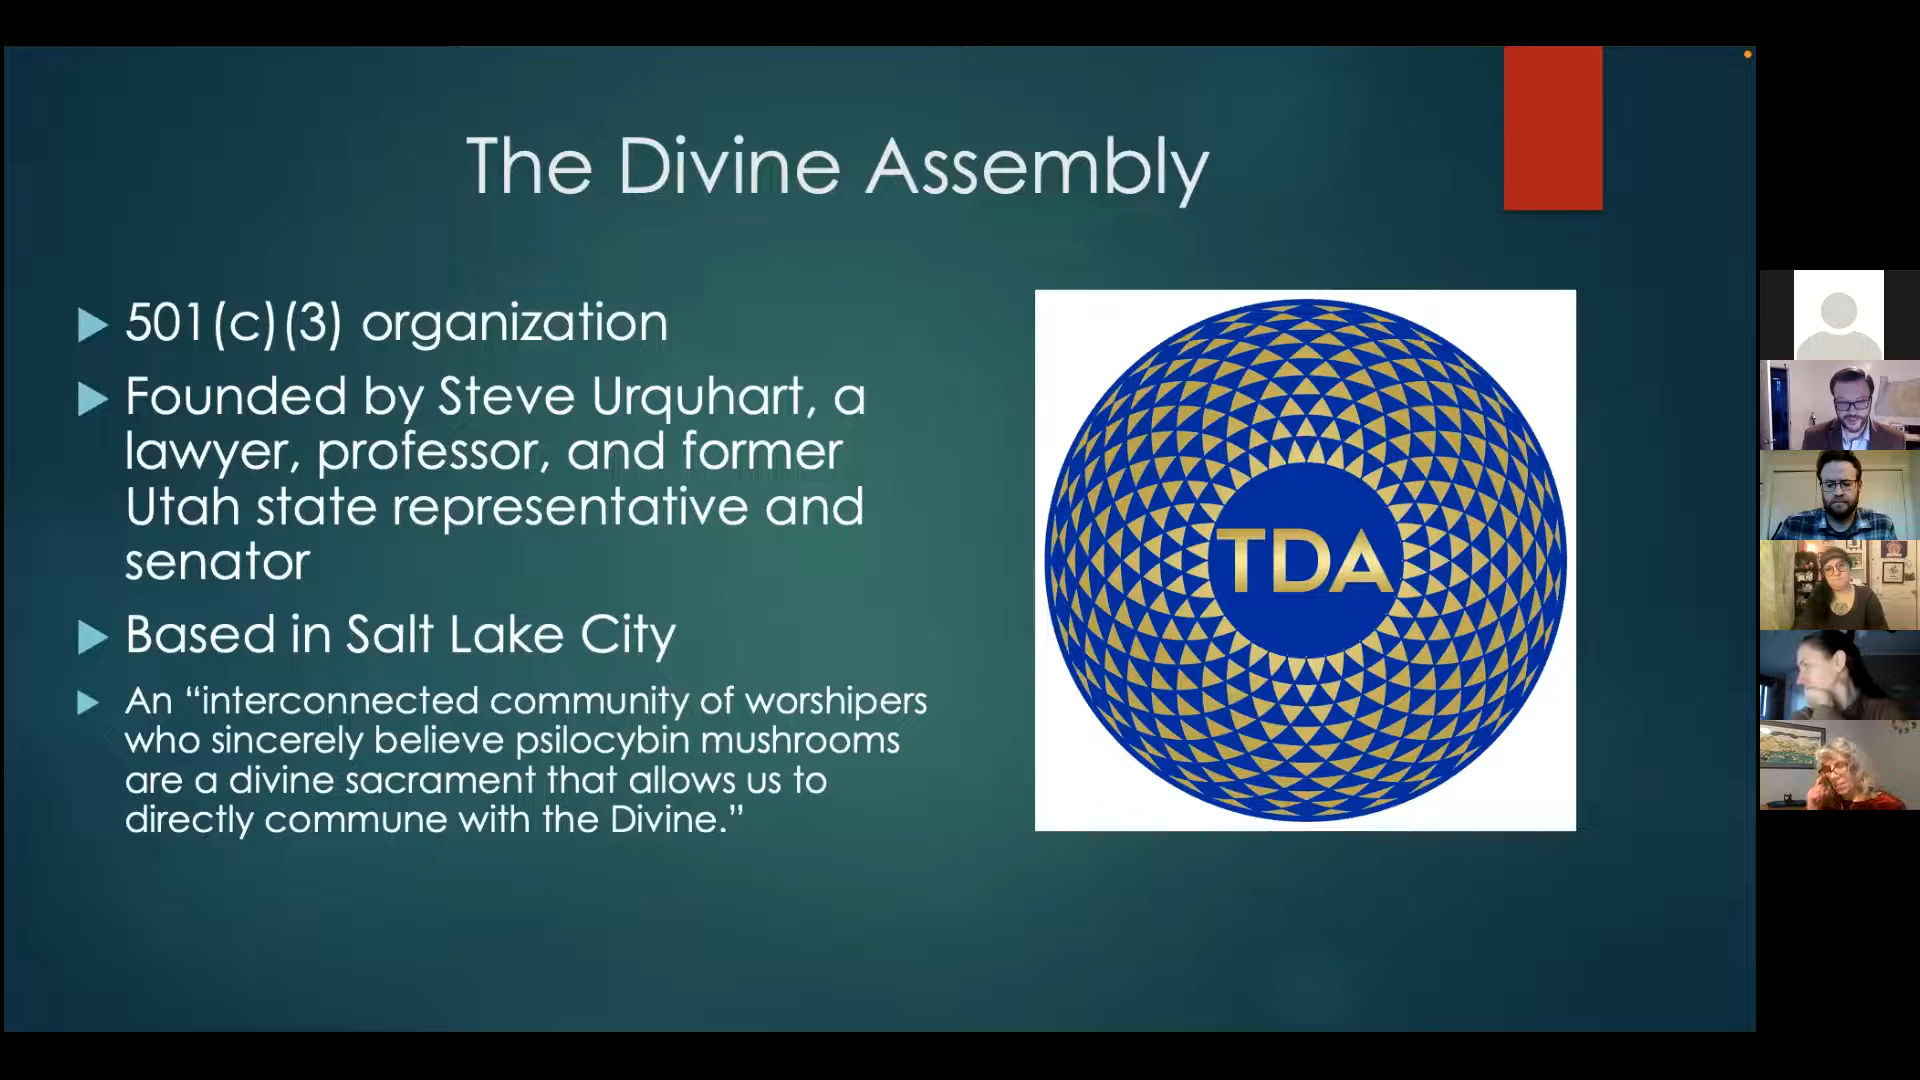 The Divine Assembly
501(c)(3) organization
Founded by Steve Urquhart, a
lawyer, professor, and former
Utah state representative and
senator
Based in Salt Lake City
An “interconnected community of worshipers
who sincerely believe psilocybin mushrooms
are a divine sacrament that allows us to
directly commune with the Divine.”
TDA